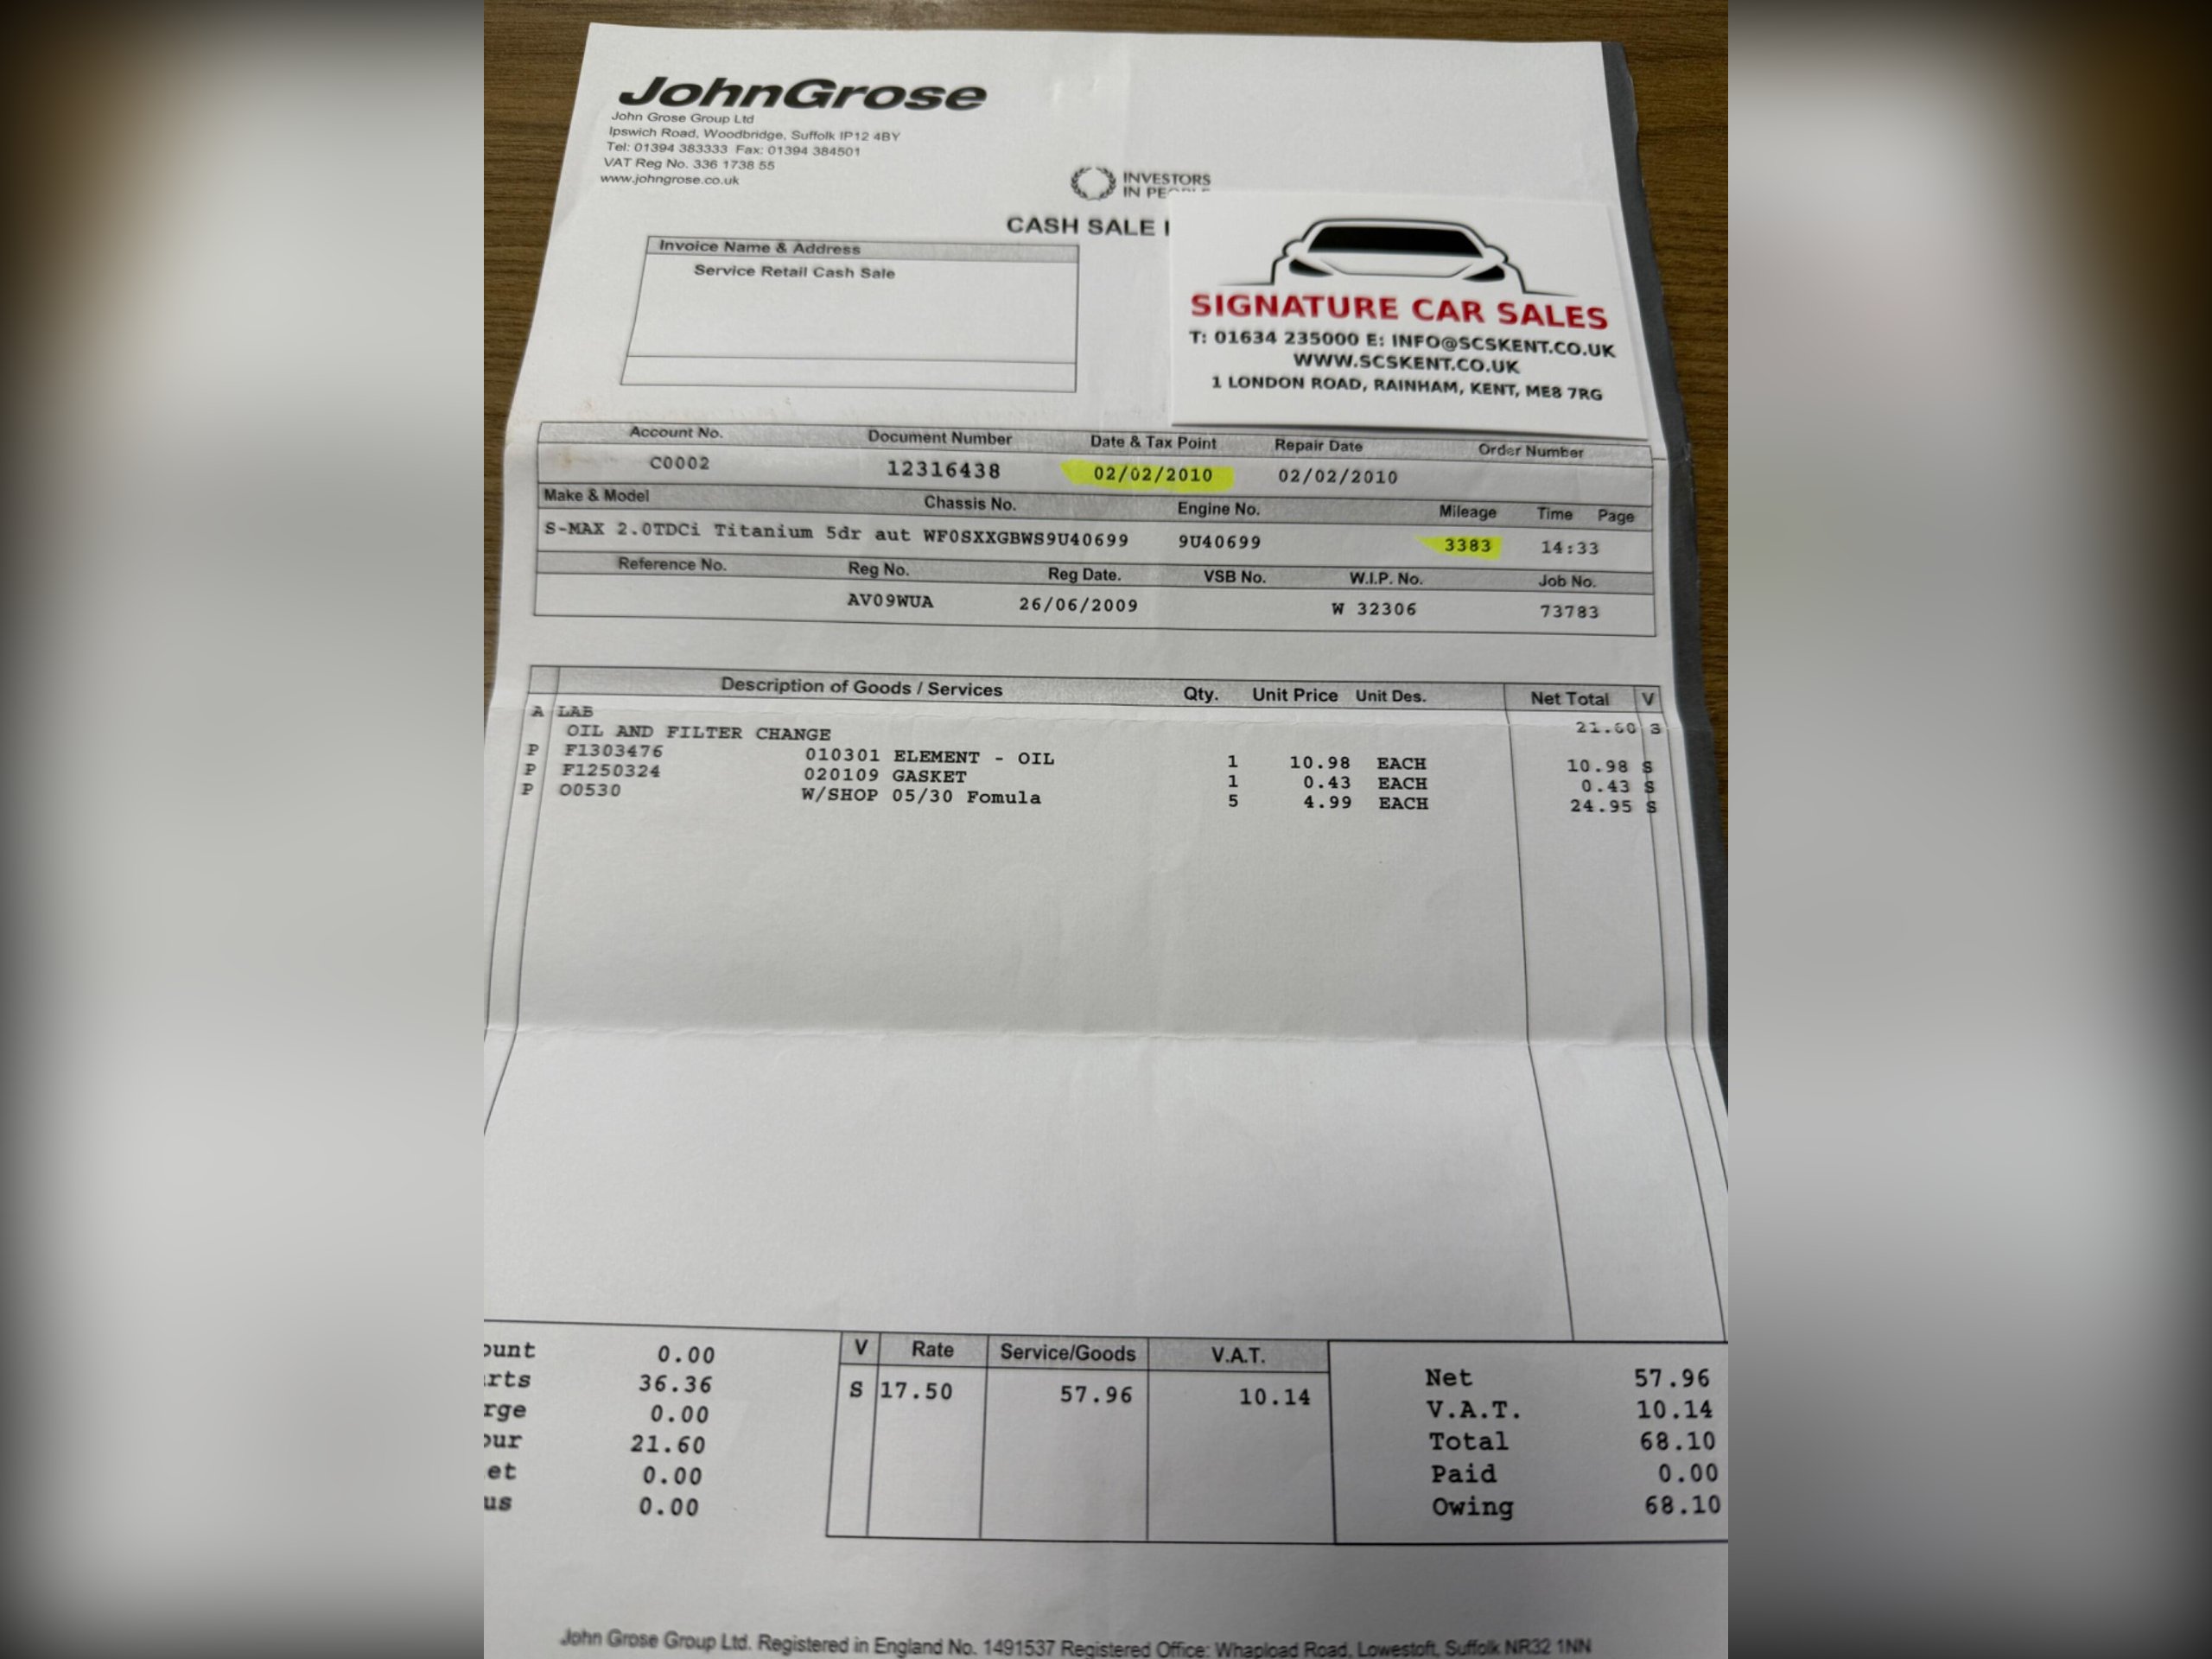 JohnGrose
John Grose Group Ltd
Ipswich Road, Woodbridge, Suffolk IP12 4BY
Tel: 01394 383333 Fax: 01394 384501
VAT Reg No. 336 1738 55
www.johngrose.co.uk
INVESTORS
IN PEOPLE
CASH SALE I
Invoice Name & Address
Service Retail Cash Sale
SIGNATURE CAR SALES
T: 01634 235000 E: INFO@SCSKENT.CO.UK
WWW.SCSKENT.CO.UK
1 LONDON ROAD, RAINHAM, KENT, ME8 7RG
Account No. Document Number Date & Tax Point Repair Date Order Number
C0002 12316438 02/02/2010 02/02/2010
Make & Model Chassis No. Engine No. Mileage Time Page
S-MAX 2.0TDCi Titanium 5dr aut WF0SXXGBWS9U40699 9U40699 3383 14:33
Reference No. Reg No. Reg Date. VSB No. W.I.P. No. Job No.
AV09WUA 26/06/2009 W 32306 73783
Description of Goods / Services Qty. Unit Price Unit Des. Net Total V
A LAB
OIL AND FILTER CHANGE 21.60 S
P F1303476 010301 ELEMENT - OIL 1 10.98 EACH 10.98 S
P F1250324 020109 GASKET 1 0.43 EACH 0.43 S
P O0530 W/SHOP 05/30 Fomula 5 4.99 EACH 24.95 S
ount 0.00
rts 36.36
rge 0.00
our 21.60
et 0.00
us 0.00
V Rate Service/Goods V.A.T.
S 17.50 57.96 10.14
Net 57.96
V.A.T. 10.14
Total 68.10
Paid 0.00
Owing 68.10
John Grose Group Ltd. Registered in England No. 1491537 Registered Office: Whapload Road, Lowestoft, Suffolk NR32 1NN